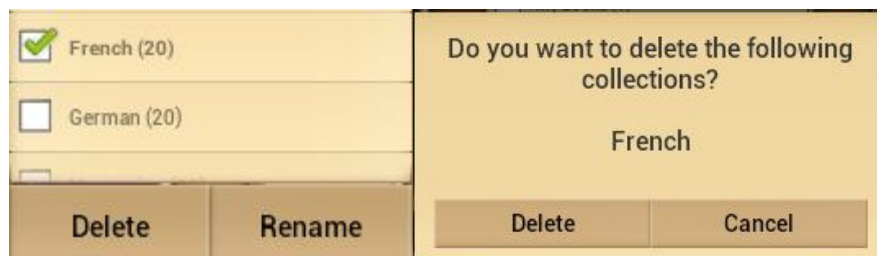 French (20)
German (20)
Delete
Rename
Do you want to delete the following
collections?
French
Delete
Cancel